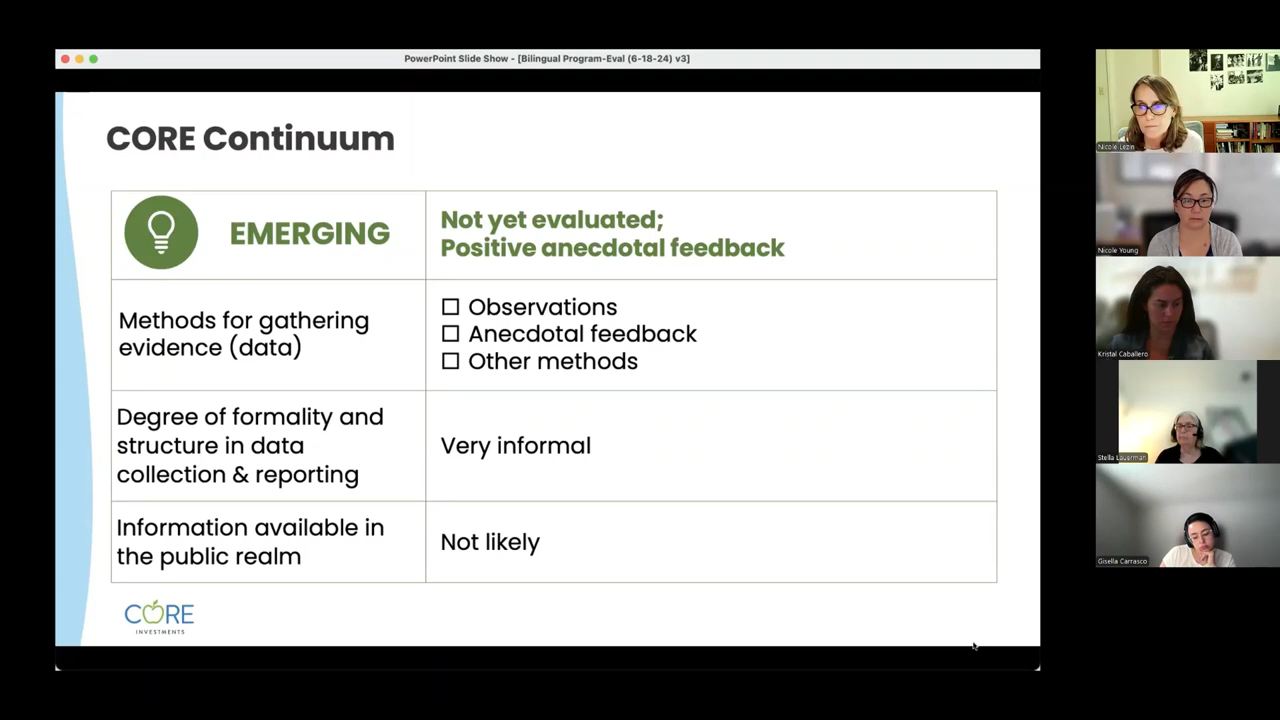 PowerPoint Slide Show - [Bilingual Program-Eval (6-18-24) v3]
CORE Continuum
EMERGING
Not yet evaluated;
Positive anecdotal feedback
Methods for gathering
evidence (data)
☐ Observations
☐ Anecdotal feedback
☐ Other methods
Degree of formality and
structure in data
collection & reporting
Very informal
Information available in
the public realm
Not likely
CORE
INVESTMENTS
Nicole Lezin
Nicole Young
Kristal Caballero
Stella Lauerman
Gisella Carrasco